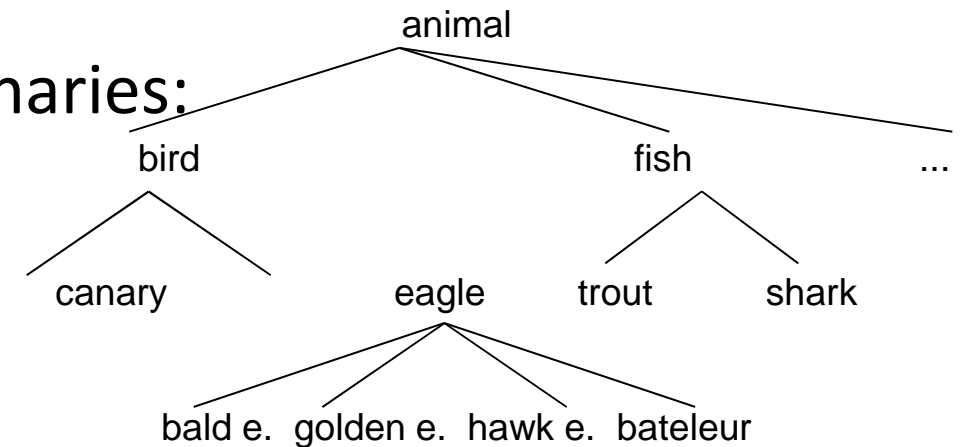 animal
naries:
bird fish ...
canary eagle trout shark
bald e. golden e. hawk e. bateleur